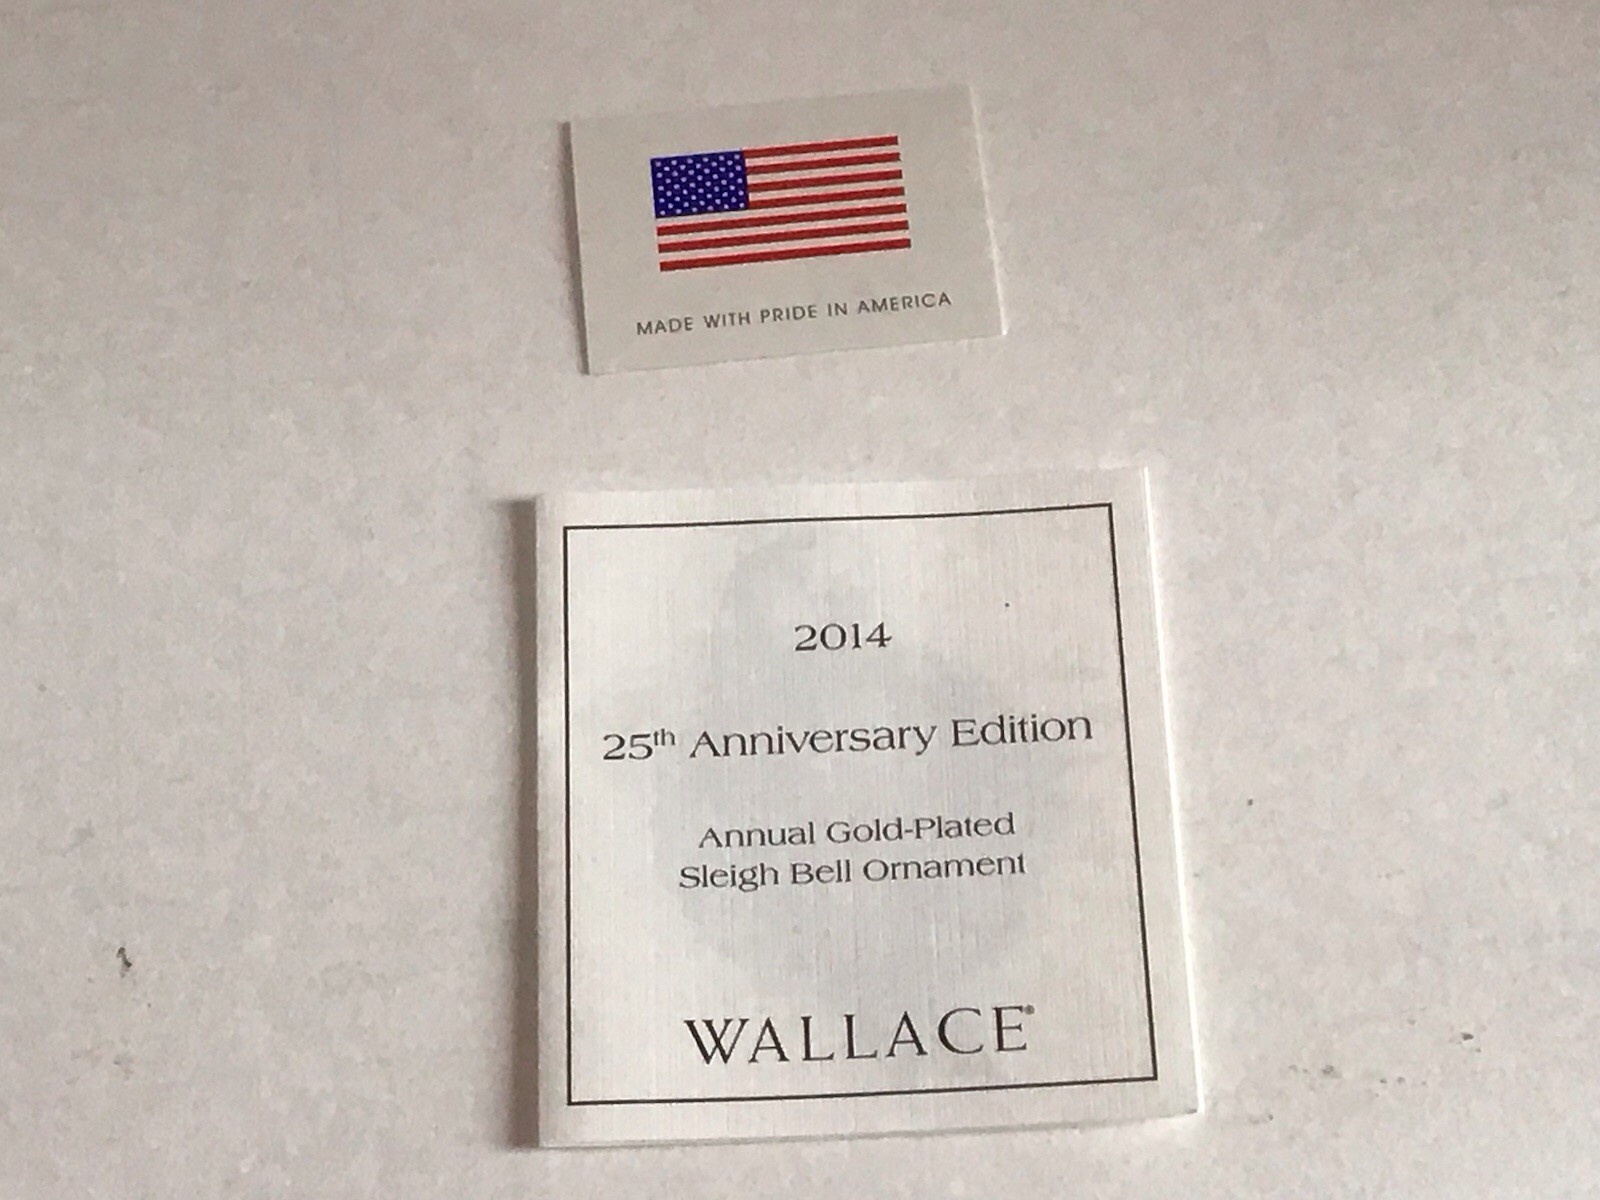 MADE WITH PRIDE IN AMERICA
2014
25th Anniversary Edition
Annual Gold-Plated
Sleigh Bell Ornament
WALLACE®